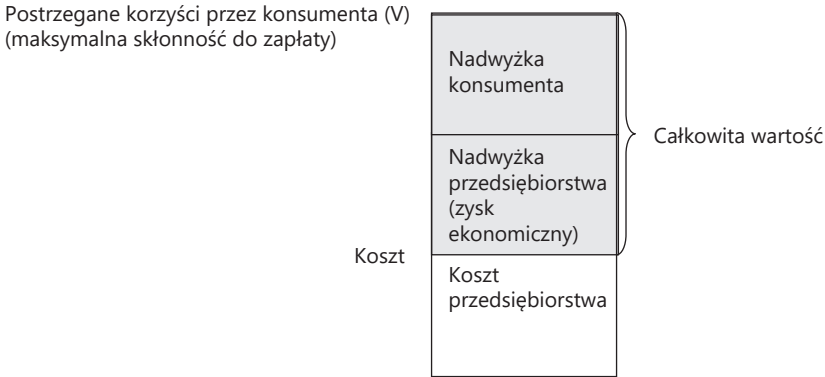 Postrzegane korzyści przez konsumenta (V)
(maksymalna skłonność do zapłaty)
Nadwyżka
konsumenta
Całkowita wartość
Nadwyżka
przedsiębiorstwa
(zysk
ekonomiczny)
Koszt
Koszt
przedsiębiorstwa